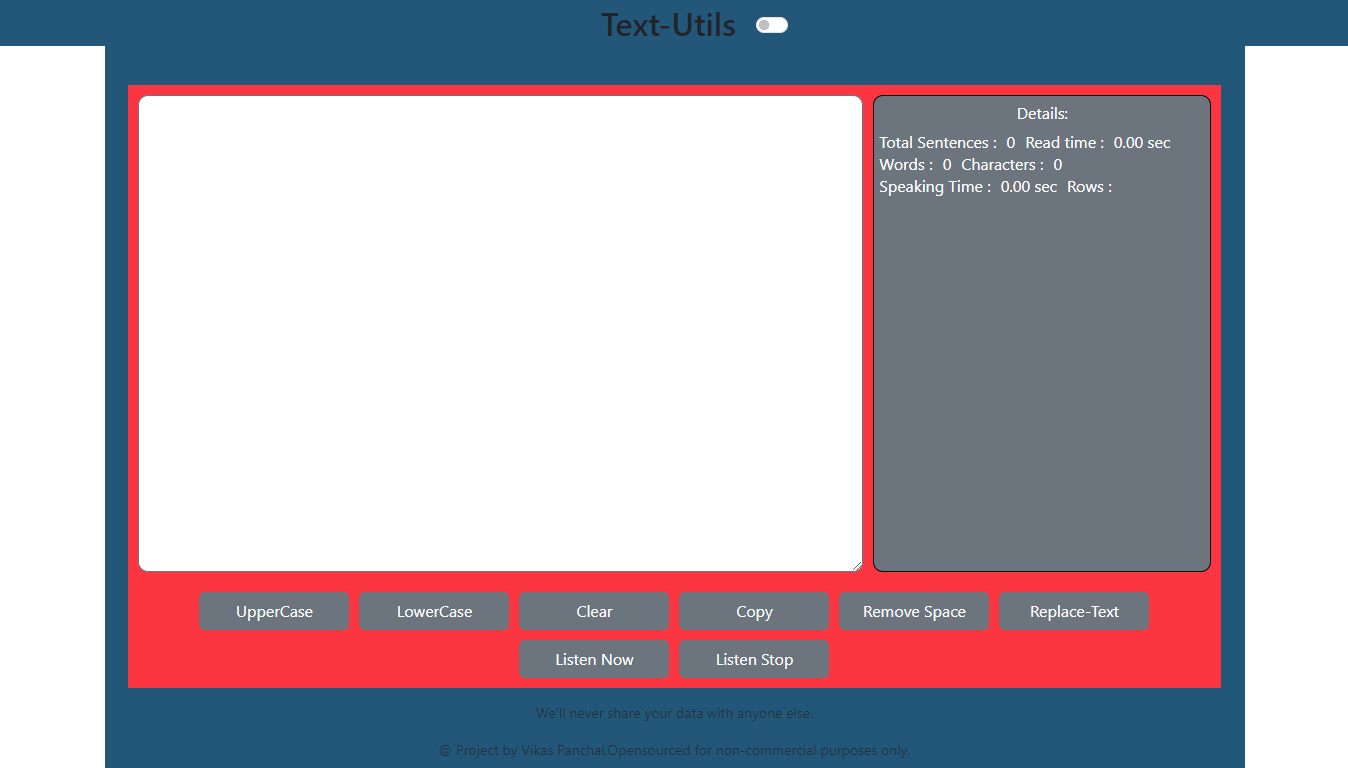 Text-Utils
Details:
Total Sentences : 0 Read time : 0.00 sec
Words : 0 Characters : 0
Speaking Time : 0.00 sec Rows :
UpperCase LowerCase Clear Copy Remove Space Replace-Text
Listen Now Listen Stop
We'll never share your data with anyone else.
@ Project by Vikas Panchal.Opensourced for non-commercial purposes only.